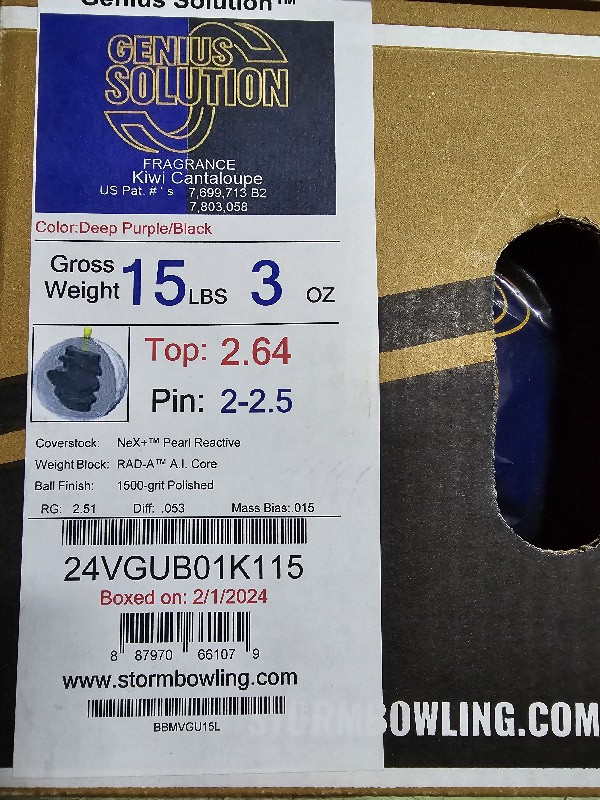 Genius Solution™
GENIUS
SOLUTION
FRAGRANCE
Kiwi Cantaloupe
US Pat. # ' s 7,699,713 B2
7,803,058
Color:Deep Purple/Black
Gross Weight 15 LBS 3 OZ
Top: 2.64
Pin: 2-2.5
Coverstock: NeX+™ Pearl Reactive
Weight Block: RAD-A™ A.I. Core
Ball Finish: 1500-grit Polished
RG: 2.51 Diff: .053 Mass Bias:.015
24VGUB01K115
Boxed on: 2/1/2024
8 87970 66107 9
www.stormbowling.com
BBMVGU15L
STORMBOWLING.COM